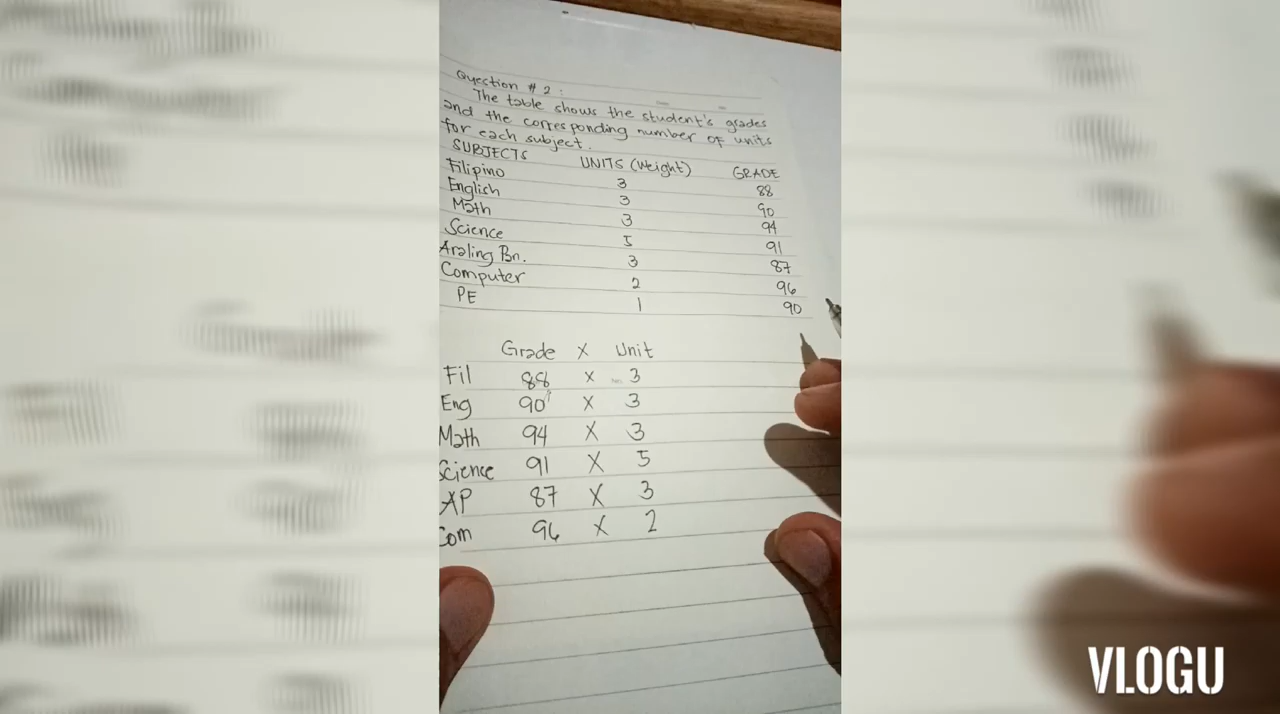 Question # 2 :
The table shows the student's grades
and the corresponding number of units
for each subject.
SUBJECTS UNITS (Weight) GRADE
Filipino 3 88
English 3 90
Math 3 94
Science 5 91
Araling Pn. 3 87
Computer 2 96
PE 1 90
Grade X Unit
Fil 88 x 3
Eng 90 x 3
Math 94 X 3
Science 91 X 5
AP 87 X 3
Com 96 X 2
VLOGU